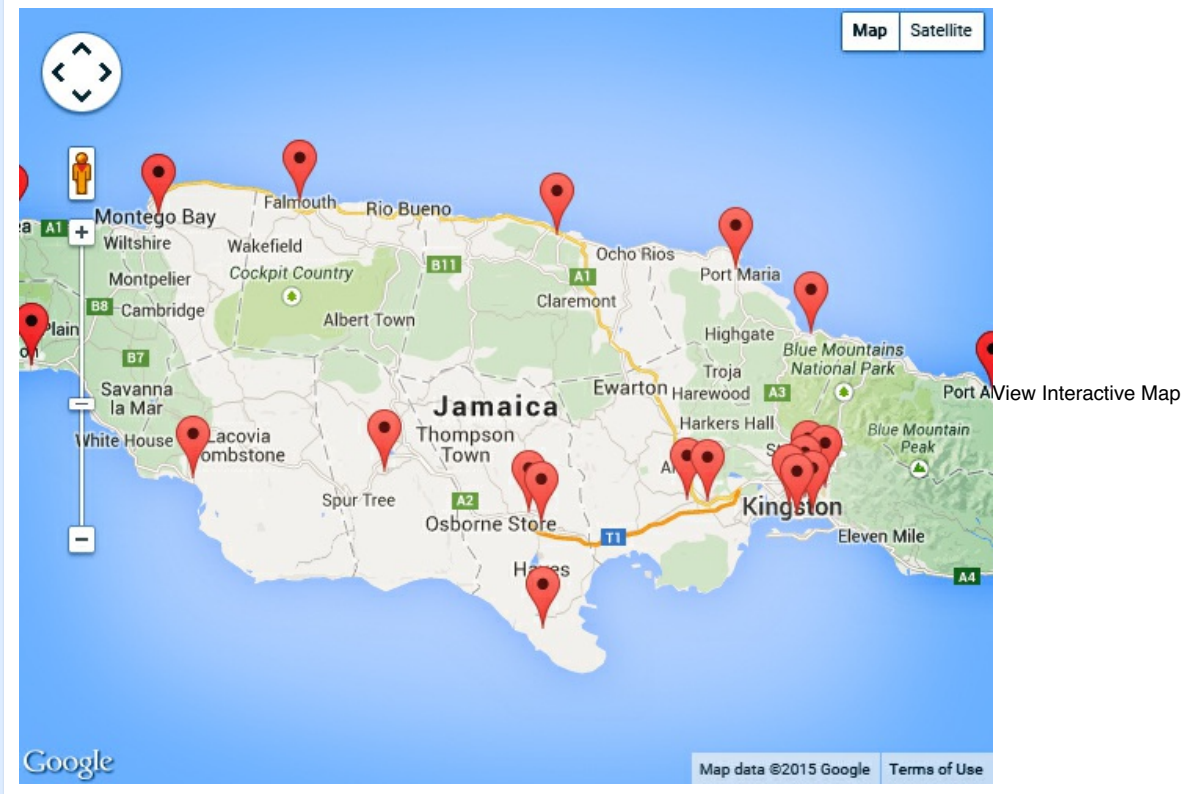 Map Satellite
Falmouth
Rio Bueno
A1 Montego Bay
Wiltshire
Wakefield
Ocho Rios
B11
Cockpit Country
Port Maria
A1
Montpelier
Claremont
B8 Cambridge
Albert Town
Plain
Highgate
Blue Mountains
National Park
B7
Troja
Savanna
la Mar
Ewarton
Harewood
A3
Port A
View Interactive Map
Jamaica
Harkers Hall
White House
Lacovia
Tombstone
Thompson
Town
Blue Mountain
Peak
Spur Tree
A2
Kingston
Osborne Store
T1
Eleven Mile
Hayes
A4
Google
Map data ©2015 Google
Terms of Use